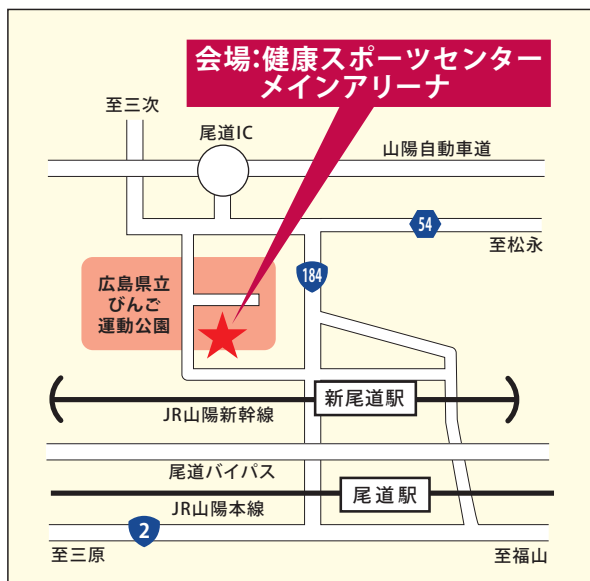 会場:健康スポーツセンター
メインアリーナ
至三次
尾道IC
山陽自動車道
54
至松永
184
広島県立
びんご
運動公園
新尾道駅
JR山陽新幹線
尾道バイパス
尾道駅
JR山陽本線
2
至三原
至福山